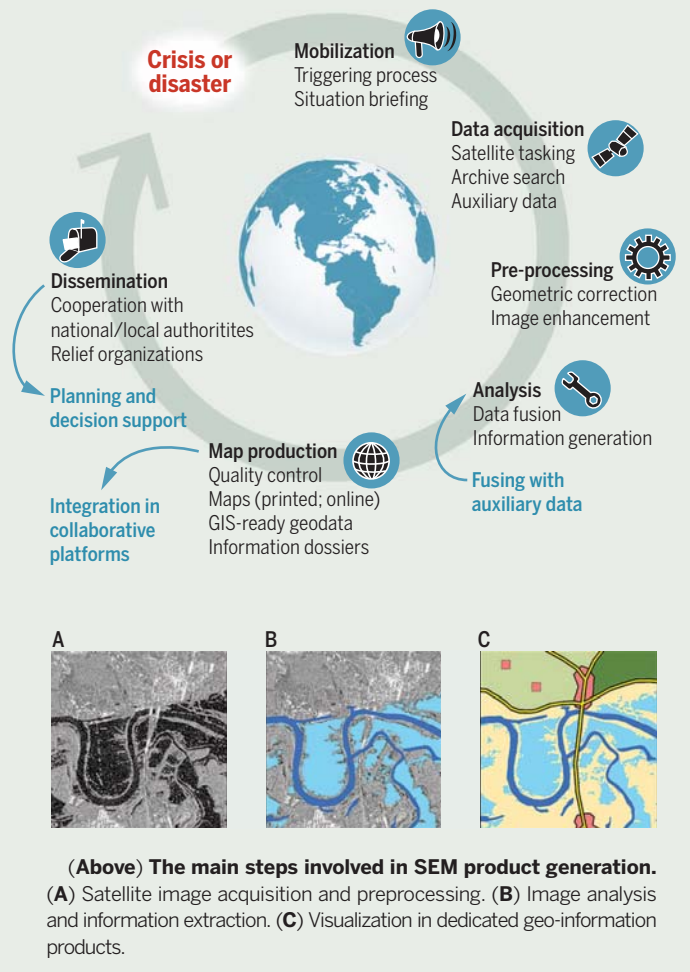 Crisis or
disaster
Mobilization
Triggering process
Situation briefing
Data acquisition
Satellite tasking
Archive search
Auxiliary data
Pre-processing
Geometric correction
Image enhancement
Analysis
Data fusion
Information generation
Fusing with
auxiliary data
Map production
Quality control
Maps (printed; online)
GIS-ready geodata
Information dossiers
Integration in
collaborative
platforms
Dissemination
Cooperation with
national/local authoritites
Relief organizations
Planning and
decision support
A
B
C
(Above) The main steps involved in SEM product generation.
(A) Satellite image acquisition and preprocessing. (B) Image analysis
and information extraction. (C) Visualization in dedicated geo-information
products.